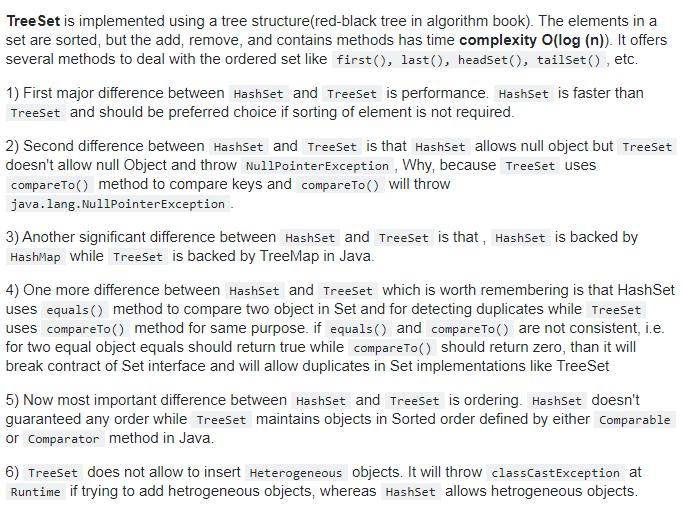 TreeSet is implemented using a tree structure(red-black tree in algorithm book). The elements in a
set are sorted, but the add, remove, and contains methods has time complexity O(log (n)). It offers
several methods to deal with the ordered set like first(), last(), headSet(), tailSet() , etc.
1) First major difference between HashSet and TreeSet is performance. HashSet is faster than
TreeSet and should be preferred choice if sorting of element is not required.
2) Second difference between HashSet and TreeSet is that HashSet allows null object but TreeSet
doesn't allow null Object and throw NullPointerException , Why, because TreeSet uses
compareTo() method to compare keys and compareTo() will throw
java.lang.NullPointerException .
3) Another significant difference between HashSet and TreeSet is that , HashSet is backed by
HashMap while TreeSet is backed by TreeMap in Java.
4) One more difference between HashSet and TreeSet which is worth remembering is that HashSet
uses equals() method to compare two object in Set and for detecting duplicates while TreeSet
uses compareTo() method for same purpose. if equals() and compareTo() are not consistent, i.e.
for two equal object equals should return true while compareTo() should return zero, than it will
break contract of Set interface and will allow duplicates in Set implementations like TreeSet
5) Now most important difference between HashSet and TreeSet is ordering. HashSet doesn't
guaranteed any order while TreeSet maintains objects in Sorted order defined by either Comparable
or Comparator method in Java.
6) TreeSet does not allow to insert Heterogeneous objects. It will throw classCastException at
Runtime if trying to add hetrogeneous objects, whereas HashSet allows hetrogeneous objects.